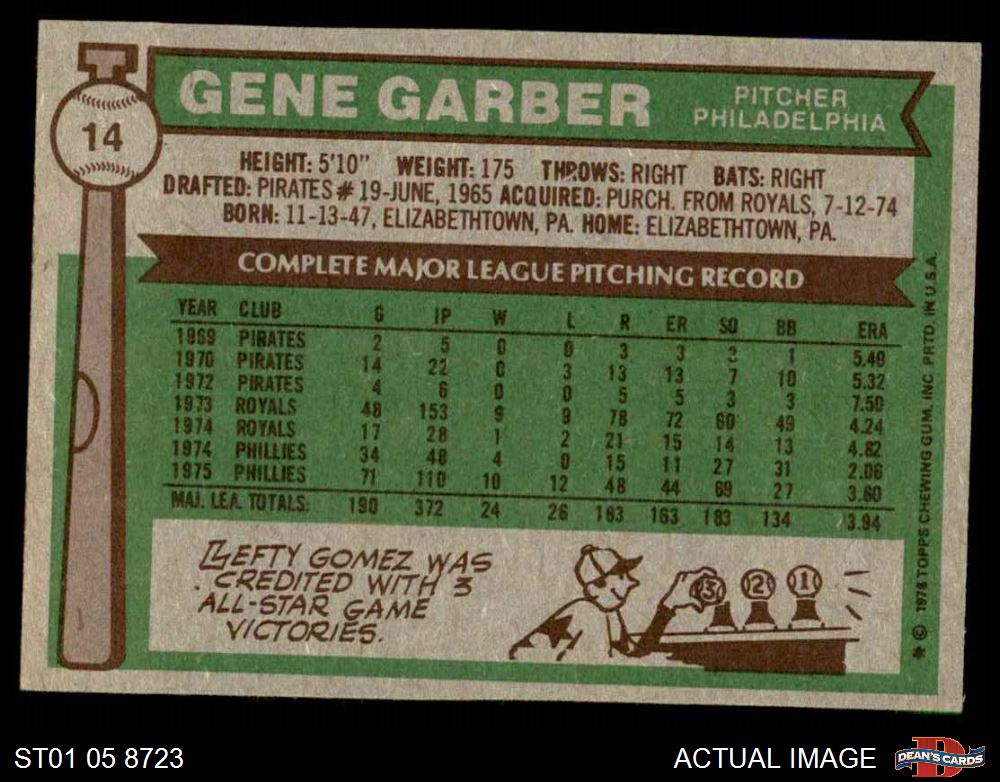 14
GENE GARBER
PITCHER
PHILADELPHIA
HEIGHT: 5'10" WEIGHT: 175 THROWS: RIGHT BATS: RIGHT
DRAFTED: PIRATES # 19-JUNE, 1965 ACQUIRED: PURCH. FROM ROYALS, 7-12-74
BORN: 11-13-47, ELIZABETHTOWN, PA. HOME: ELIZABETHTOWN, PA.
COMPLETE MAJOR LEAGUE PITCHING RECORD
YEAR CLUB G IP W L R ER SO BB ERA
1969 PIRATES 2 5 0 0 3 3 3 1 5.40
1970 PIRATES 14 22 0 3 13 13 7 10 5.32
1972 PIRATES 4 6 0 0 5 5 3 3 7.50
1973 ROYALS 48 153 9 9 78 72 60 49 4.24
1974 ROYALS 17 28 1 2 21 15 14 13 4.82
1974 PHILLIES 34 48 4 0 15 11 27 31 2.06
1975 PHILLIES 71 110 10 12 48 44 69 27 3.60
MAJ. LEA. TOTALS: 190 372 24 26 183 163 183 134 3.94
LEFTY GOMEZ WAS
CREDITED WITH 3
ALL-STAR GAME
VICTORIES.
3 2 1
* © 1976 TOPPS CHEWING GUM, INC. PRTD. IN U.S.A.
ST01 05 8723
ACTUAL IMAGE
D
DEAN'S CARDS